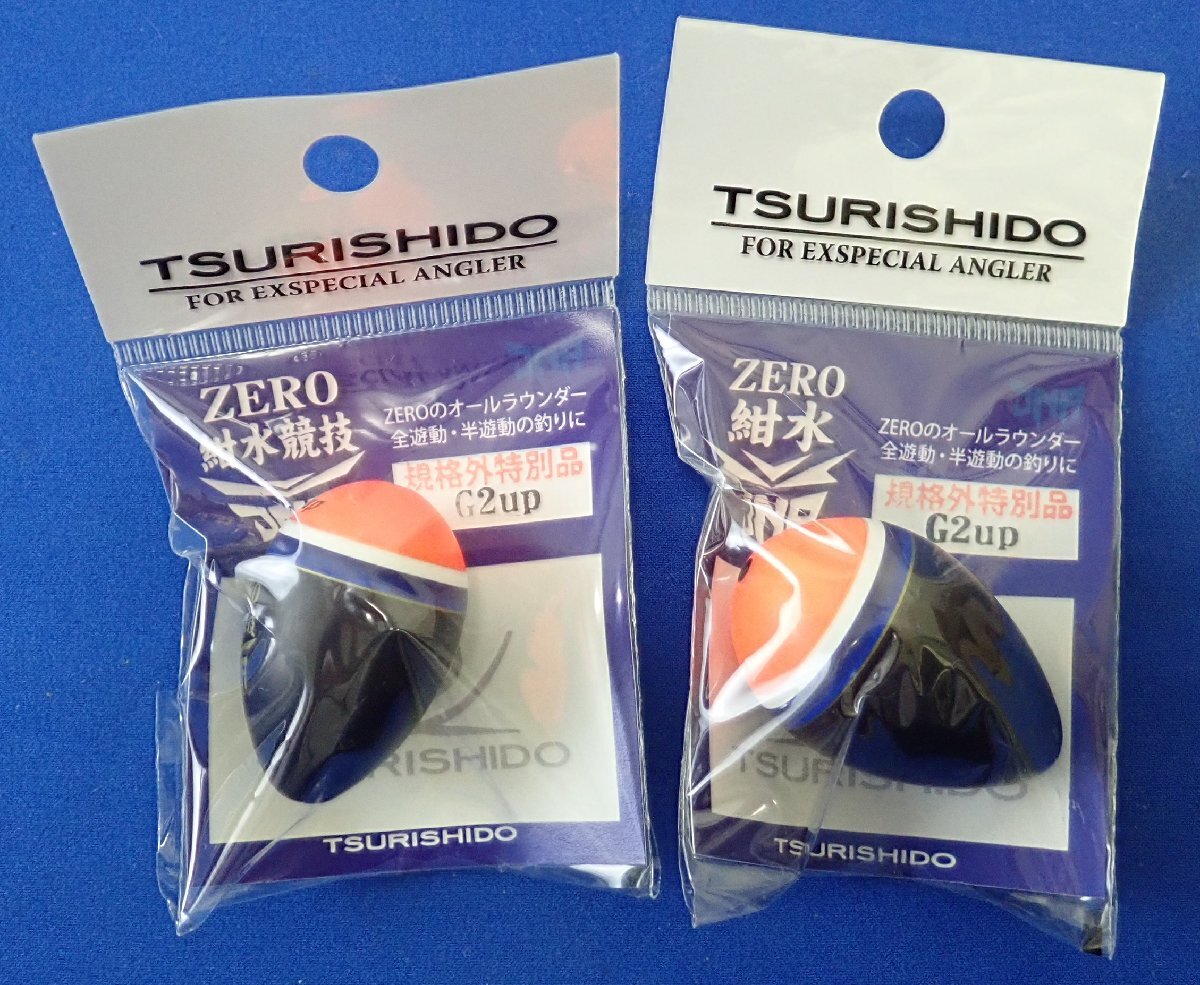 TSURISHIDO
FOR EXSPECIAL ANGLER
ZERO
紺水競技
ZEROのオールラウンダー
全遊動・半遊動の釣りに
規格外特別品
G2up
TSURISHIDO
TSURISHIDO
FOR EXSPECIAL ANGLER
ZERO
紺水
ZEROのオールラウンダー
全遊動・半遊動の釣りに
規格外特別品
G2up
TSURISHIDO
TSURISHIDO